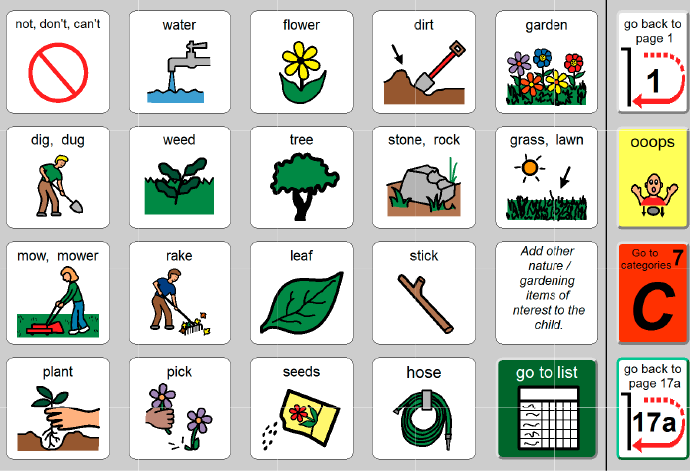 not, don't, can't
water
flower
dirt
garden
go back to
page 1
1
dig, dug
weed
tree
stone, rock
grass, lawn
ooops
mow, mower
rake
leaf
stick
Add other
nature /
gardening
items of
nterest to the
child.
Go to
categories 7
C
plant
pick
seeds
hose
go to list
go back to
page 17a
17a